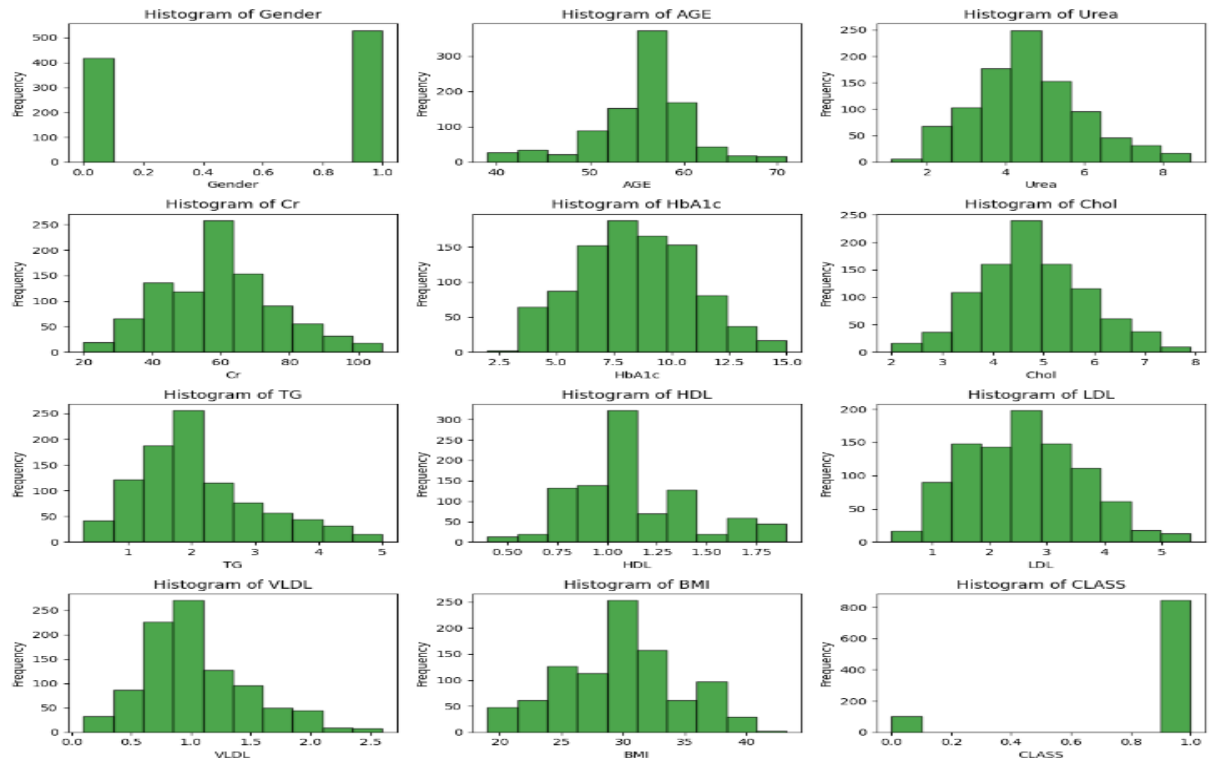 Histogram of Gender
Frequency
500
400
300
200
100
0
0.0 0.2 0.4 0.6 0.8 1.0
Gender
Histogram of AGE
Frequency
300
200
100
0
40 50 60 70
AGE
Histogram of Urea
Frequency
250
200
150
100
50
0
2 4 6 8
Urea
Histogram of Cr
Frequency
250
200
150
100
50
0
20 40 60 80 100
Cr
Histogram of HbA1c
Frequency
150
100
50
0
2.5 5.0 7.5 10.0 12.5 15.0
HbA1c
Histogram of Chol
Frequency
250
200
150
100
50
0
2 3 4 5 6 7 8
Chol
Histogram of TG
Frequency
250
200
150
100
50
0
1 2 3 4 5
TG
Histogram of HDL
Frequency
300
250
200
150
100
50
0
0.50 0.75 1.00 1.25 1.50 1.75
HDL
Histogram of LDL
Frequency
200
150
100
50
0
1 2 3 4 5
LDL
Histogram of VLDL
Frequency
250
200
150
100
50
0
0.0 0.5 1.0 1.5 2.0 2.5
VLDL
Histogram of BMI
Frequency
250
200
150
100
50
0
20 25 30 35 40
BMI
Histogram of CLASS
Frequency
800
600
400
200
0
0.0 0.2 0.4 0.6 0.8 1.0
CLASS